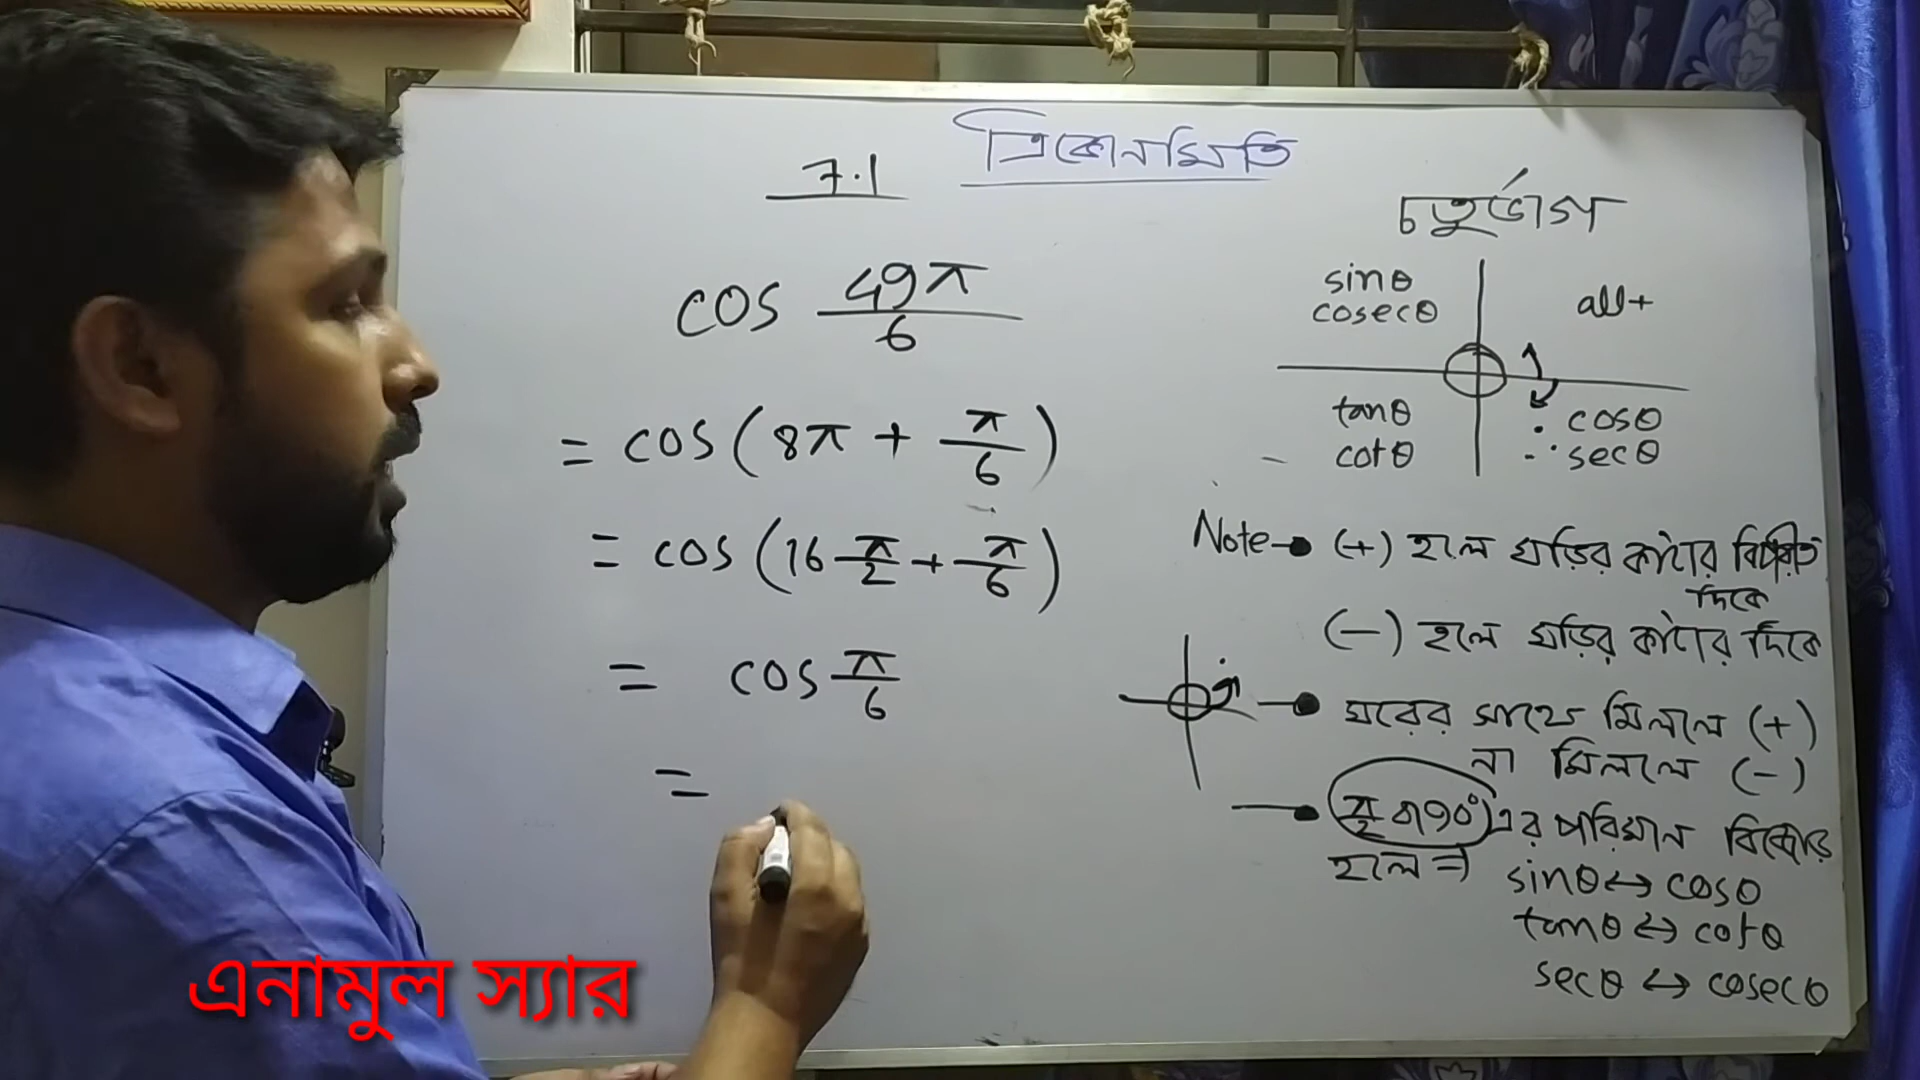 ত্রিকোনমিতি
7.1
cos 49π/6
= cos(8π + π/6)
= cos(16 π/2 + π/6)
= cos π/6
=
চতুর্ভাগ
sinθ
cosecθ
all+
tanθ
cotθ
cosθ
secθ
Note → (+) হলে ঘড়ির কাটার বিপরীত
দিকে
(−) হলে ঘড়ির কাটার দিকে
ঘরের সাথে মিললে (+)
না মিললে (−)
π/2 বা 90° এর পরিমান বিজোড়
হলে ⇒ sinθ ↔ cosθ
tanθ ↔ cotθ
secθ ↔ cosecθ
এনামুল স্যার